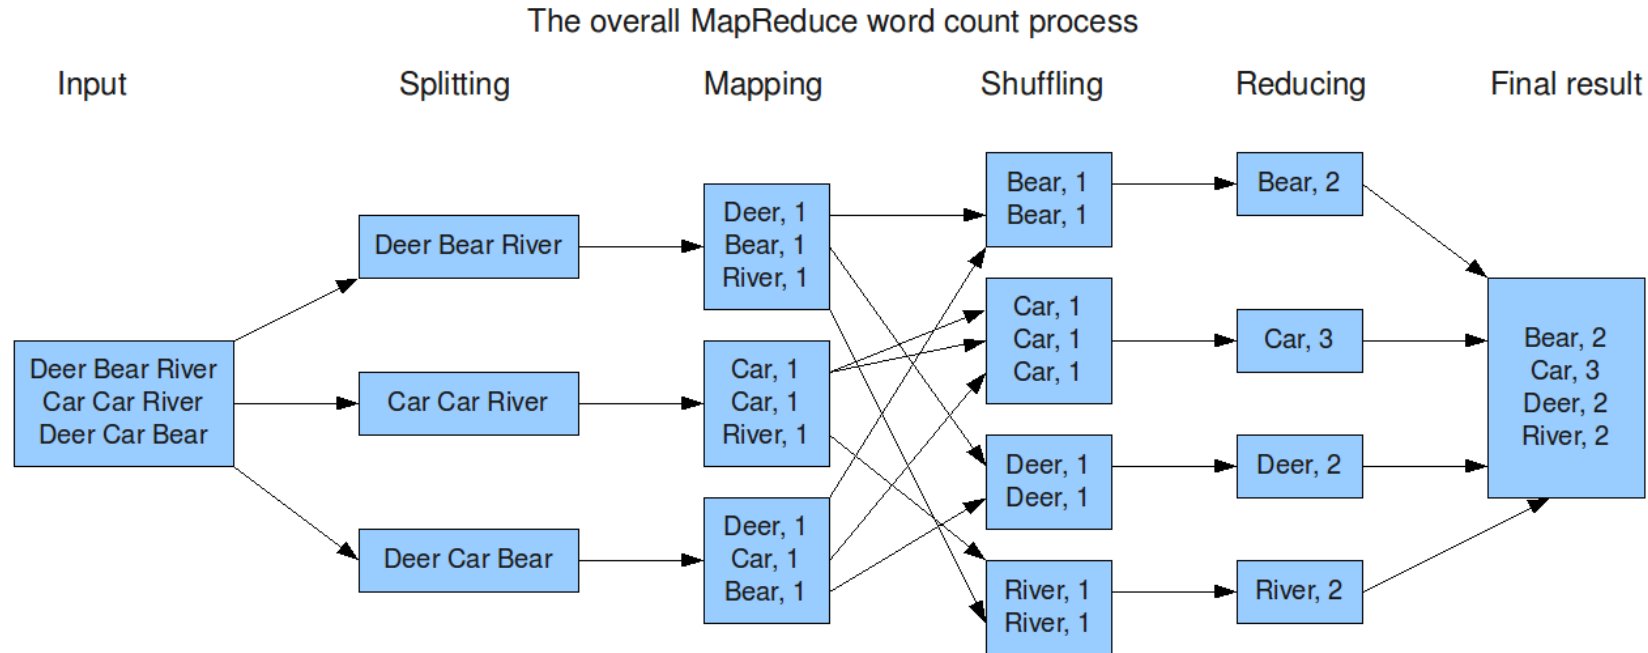 The overall MapReduce word count process
Input
Splitting
Mapping
Shuffling
Reducing
Final result
Deer Bear River
Car Car River
Deer Car Bear
Deer Bear River
Car Car River
Deer Car Bear
Deer, 1
Bear, 1
River, 1
Car, 1
Car, 1
River, 1
Deer, 1
Car, 1
Bear, 1
Bear, 1
Bear, 1
Car, 1
Car, 1
Car, 1
Deer, 1
Deer, 1
River, 1
River, 1
Bear, 2
Car, 3
Deer, 2
River, 2
Bear, 2
Car, 3
Deer, 2
River, 2